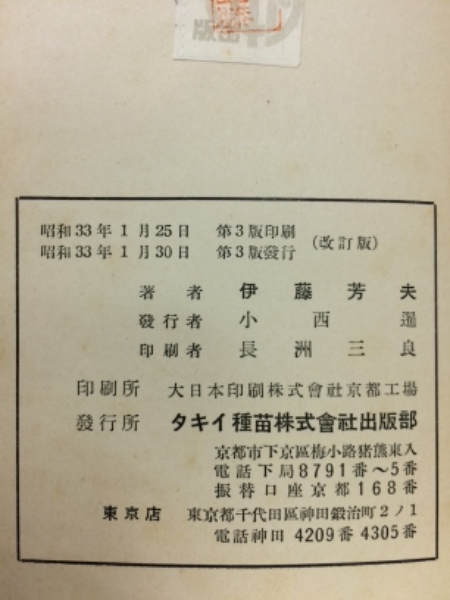 出版
昭和33年1月25日 第3版印刷
昭和33年1月30日 第3版發行 (改訂版)
著者 伊藤芳夫
發行者 小西暹
印刷者 長洲三良
印刷所 大日本印刷株式會社京都工場
發行所 タキイ種苗株式會社出版部
京都市下京區梅小路猪熊東入
電話下局8791番～5番
振替口座京都168番
東京店 東京都千代田區神田鍛治町2ノ1
電話神田 4209番 4305番